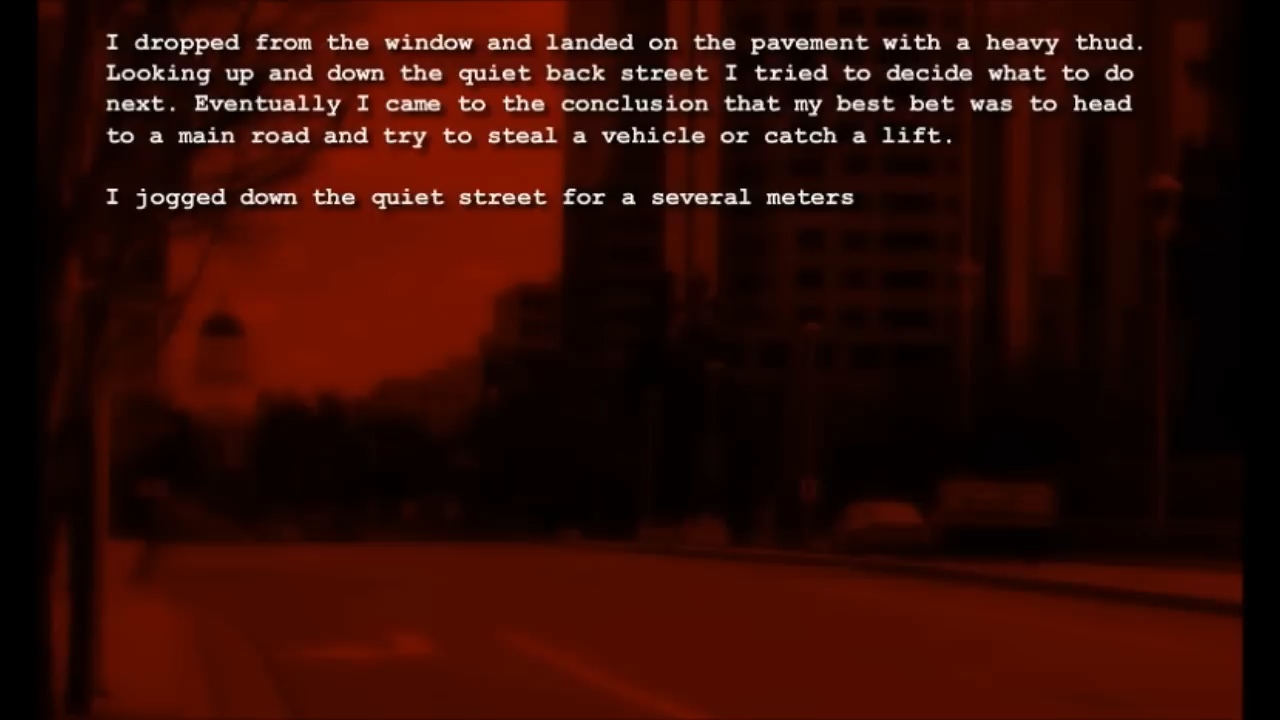 I dropped from the window and landed on the pavement with a heavy thud.
Looking up and down the quiet back street I tried to decide what to do
next. Eventually I came to the conclusion that my best bet was to head
to a main road and try to steal a vehicle or catch a lift.
I jogged down the quiet street for a several meters